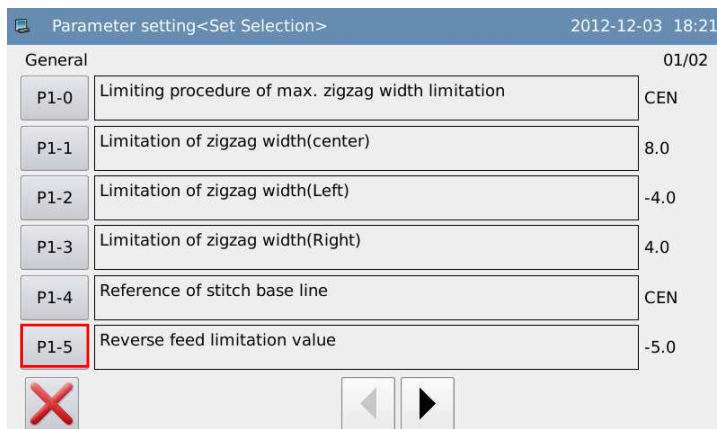 Parameter setting<Set Selection> 2012-12-03 18:21
General 01/02
P1-0 Limiting procedure of max. zigzag width limitation CEN
P1-1 Limitation of zigzag width(center) 8.0
P1-2 Limitation of zigzag width(Left) -4.0
P1-3 Limitation of zigzag width(Right) 4.0
P1-4 Reference of stitch base line CEN
P1-5 Reverse feed limitation value -5.0